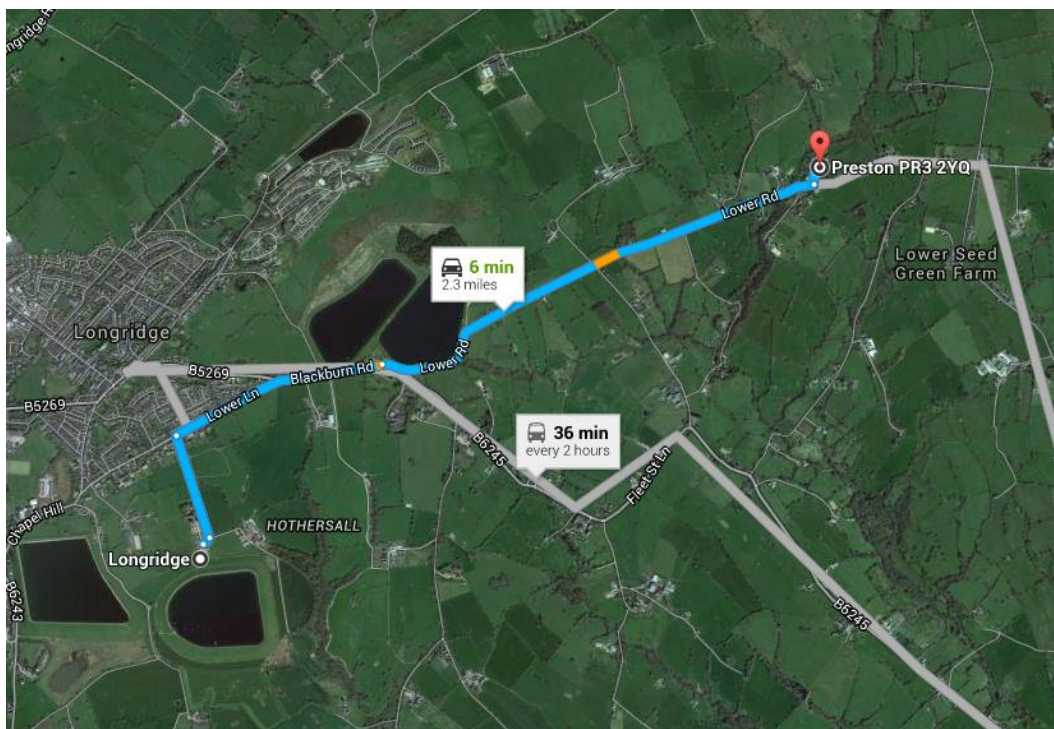 ngridge R
Preston PR3 2YQ
Lower Rd
Lower Seed
Green Farm
6 min
2.3 miles
Longridge
B5269
Blackburn Rd
Lower Rd
Lower Ln
B5269
36 min
every 2 hours
B6245
Fleet St Ln
Chapel Hill
HOTHERSALL
Longridge
B6243
B6245